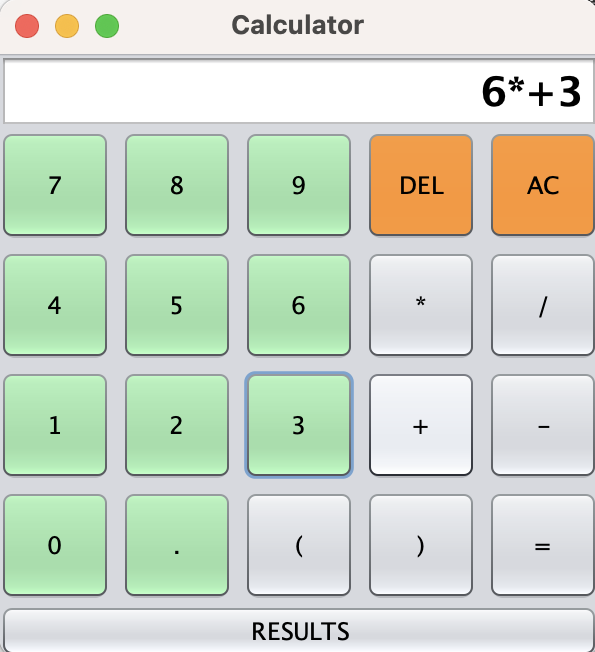 Calculator
6*+3
7 8 9 DEL AC
4 5 6 * /
1 2 3 + -
0 . ( ) =
RESULTS